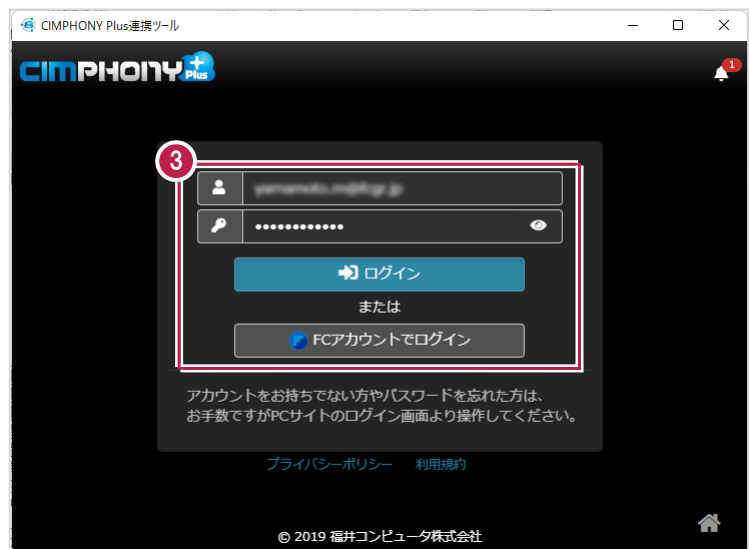 CIMPHONY Plus連携ツール
CIMPHONY Plus
1
3
••••••••••••
ログイン
または
FCアカウントでログイン
アカウントをお持ちでない方やパスワードを忘れた方は、
お手数ですがPCサイトのログイン画面より操作してください。
プライバシーポリシー 利用規約
© 2019 福井コンピュータ株式会社